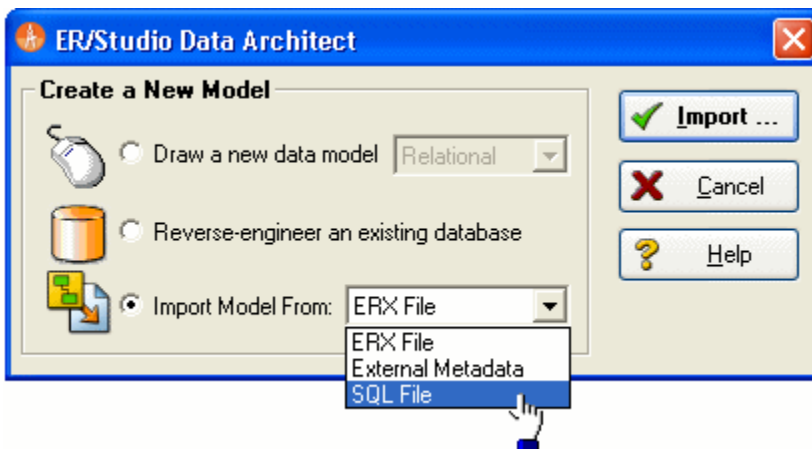 ER/Studio Data Architect
Create a New Model
Draw a new data model Relational
Reverse-engineer an existing database
Import Model From: ERX File
ERX File
External Metadata
SQL File
Import ...
Cancel
Help